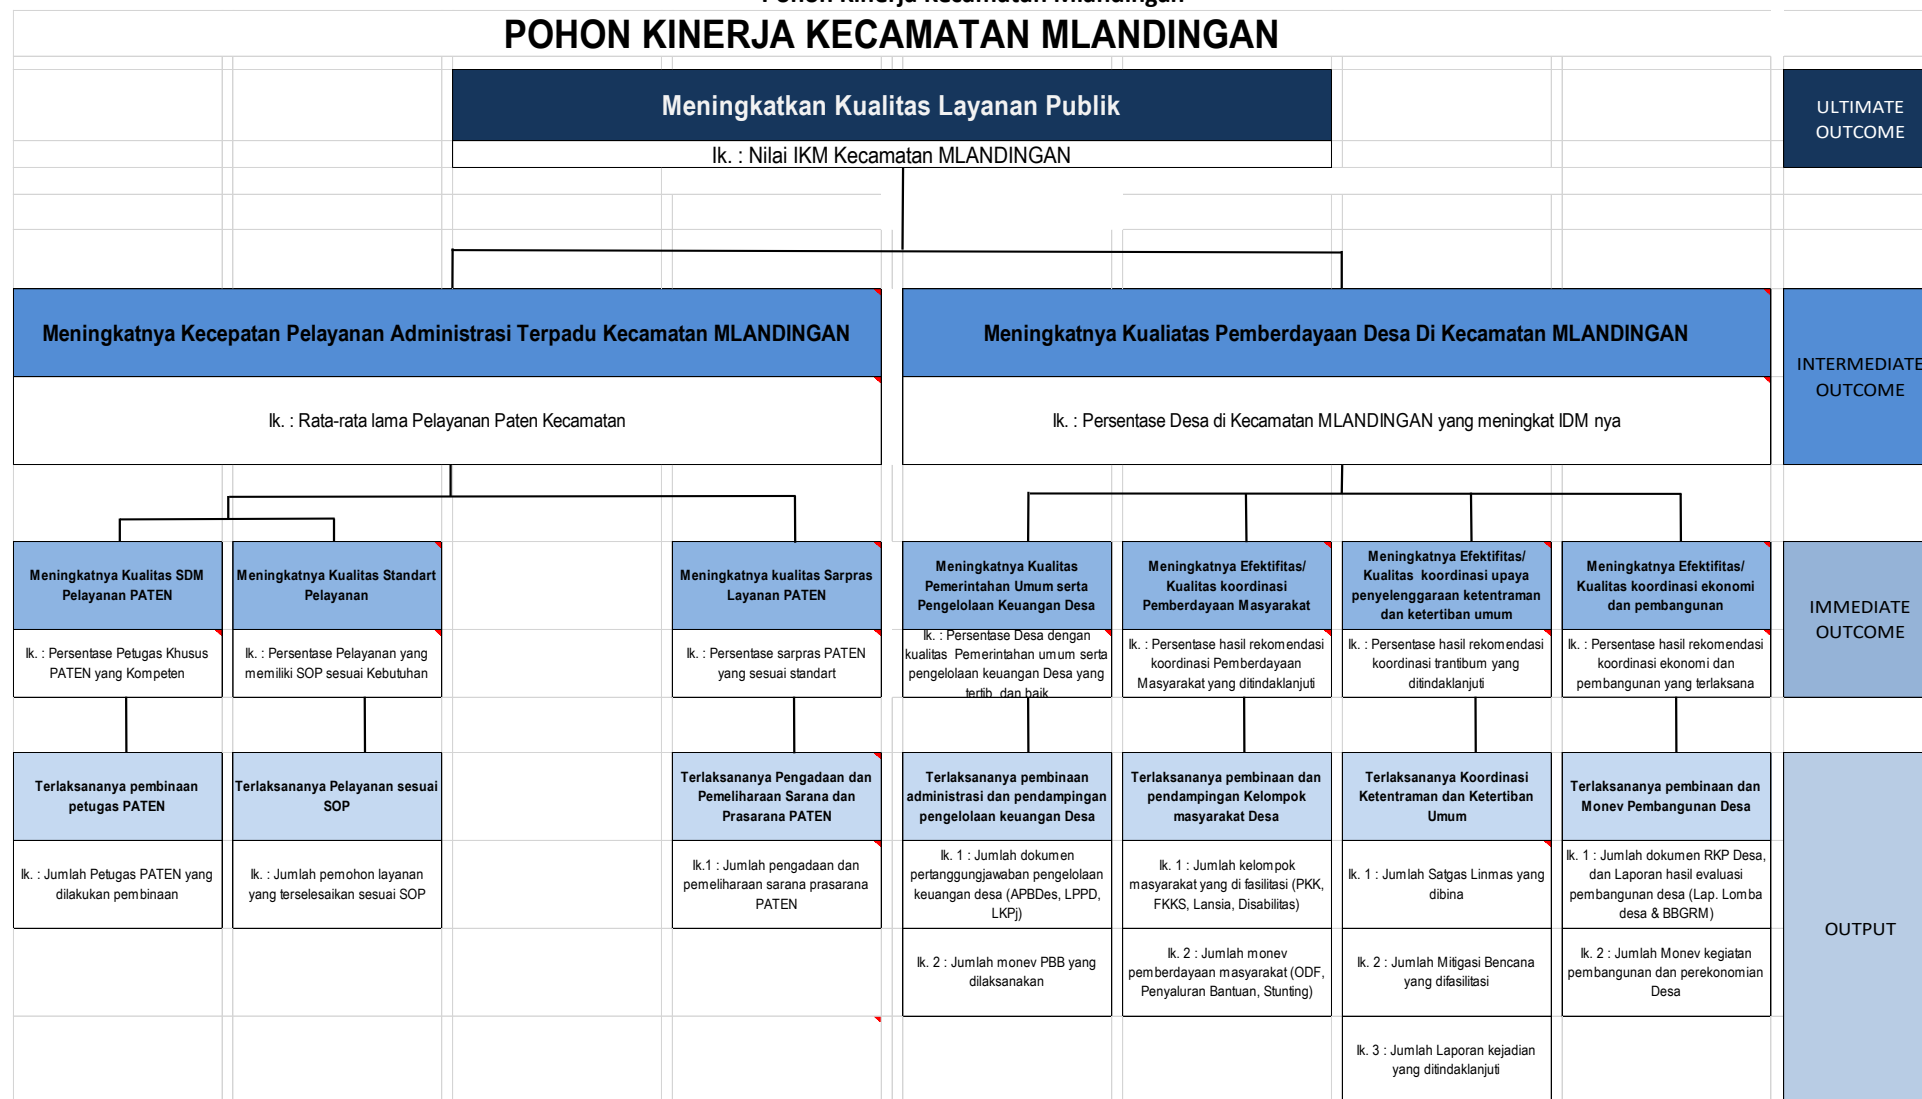 Pohon Kinerja Kecamatan Mlandingan
POHON KINERJA KECAMATAN MLANDINGAN
Meningkatkan Kualitas Layanan Publik
Ik. : Nilai IKM Kecamatan MLANDINGAN
ULTIMATE
OUTCOME
Meningkatnya Kecepatan Pelayanan Administrasi Terpadu Kecamatan MLANDINGAN
Ik. : Rata-rata lama Pelayanan Paten Kecamatan
Meningkatnya Kualiatas Pemberdayaan Desa Di Kecamatan MLANDINGAN
Ik. : Persentase Desa di Kecamatan MLANDINGAN yang meningkat IDM nya
INTERMEDIATE
OUTCOME
Meningkatnya Kualitas SDM
Pelayanan PATEN
Ik. : Persentase Petugas Khusus
PATEN yang Kompeten
Meningkatnya Kualitas Standart
Pelayanan
Ik. : Persentase Pelayanan yang
memiliki SOP sesuai Kebutuhan
Meningkatnya kualitas Sarpras
Layanan PATEN
Ik. : Persentase sarpras PATEN
yang sesuai standart
Meningkatnya Kualitas
Pemerintahan Umum serta
Pengelolaan Keuangan Desa
Ik. : Persentase Desa dengan
kualitas Pemerintahan umum serta
pengelolaan keuangan Desa yang
tertib dan baik
Meningkatnya Efektifitas/
Kualitas koordinasi
Pemberdayaan Masyarakat
Ik. : Persentase hasil rekomendasi
koordinasi Pemberdayaan
Masyarakat yang ditindaklanjuti
Meningkatnya Efektifitas/
Kualitas koordinasi upaya
penyelenggaraan ketentraman
dan ketertiban umum
Ik. : Persentase hasil rekomendasi
koordinasi trantibum yang
ditindaklanjuti
Meningkatnya Efektifitas/
Kualitas koordinasi ekonomi
dan pembangunan
Ik. : Persentase hasil rekomendasi
koordinasi ekonomi dan
pembangunan yang terlaksana
IMMEDIATE
OUTCOME
Terlaksananya pembinaan
petugas PATEN
Ik. : Jumlah Petugas PATEN yang
dilakukan pembinaan
Terlaksananya Pelayanan sesuai
SOP
Ik. : Jumlah pemohon layanan
yang terselesaikan sesuai SOP
Terlaksananya Pengadaan dan
Pemeliharaan Sarana dan
Prasarana PATEN
Ik.1 : Jumlah pengadaan dan
pemeliharaan sarana prasarana
PATEN
Terlaksananya pembinaan
administrasi dan pendampingan
pengelolaan keuangan Desa
Ik. 1 : Jumlah dokumen
pertanggungjawaban pengelolaan
keuangan desa (APBDes, LPPD,
LKPj)
Ik. 2 : Jumlah monev PBB yang
dilaksanakan
Terlaksananya pembinaan dan
pendampingan Kelompok
masyarakat Desa
Ik. 1 : Jumlah kelompok
masyarakat yang di fasilitasi (PKK,
FKKS, Lansia, Disabilitas)
Ik. 2 : Jumlah monev
pemberdayaan masyarakat (ODF,
Penyaluran Bantuan, Stunting)
Terlaksananya Koordinasi
Ketentraman dan Ketertiban
Umum
Ik. 1 : Jumlah Satgas Linmas yang
dibina
Ik. 2 : Jumlah Mitigasi Bencana
yang difasilitasi
Ik. 3 : Jumlah Laporan kejadian
yang ditindaklanjuti
Terlaksananya pembinaan dan
Monev Pembangunan Desa
Ik. 1 : Jumlah dokumen RKP Desa,
dan Laporan hasil evaluasi
pembangunan desa (Lap. Lomba
desa & BBGRM)
Ik. 2 : Jumlah Monev kegiatan
pembangunan dan perekonomian
Desa
OUTPUT